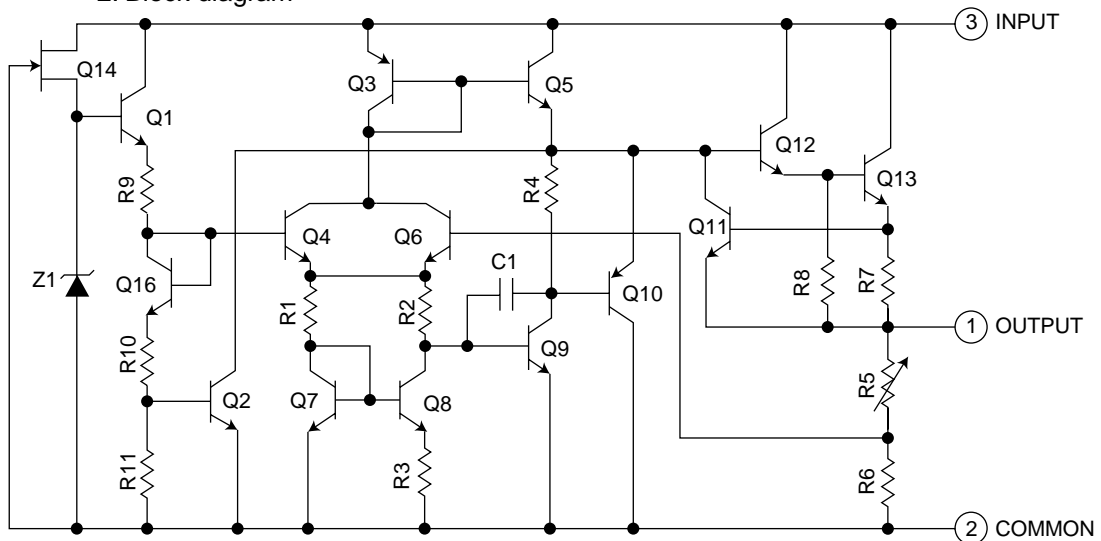 2. Block diagram
3 INPUT
Q14
Q3
Q5
Q1
Q12
Q13
R9
R4
Q11
Q4
Q6
C1
Z1
Q16
R8
R7
R1
R2
Q10
1 OUTPUT
R10
Q9
R5
Q2
Q7
Q8
R11
R3
R6
2 COMMON